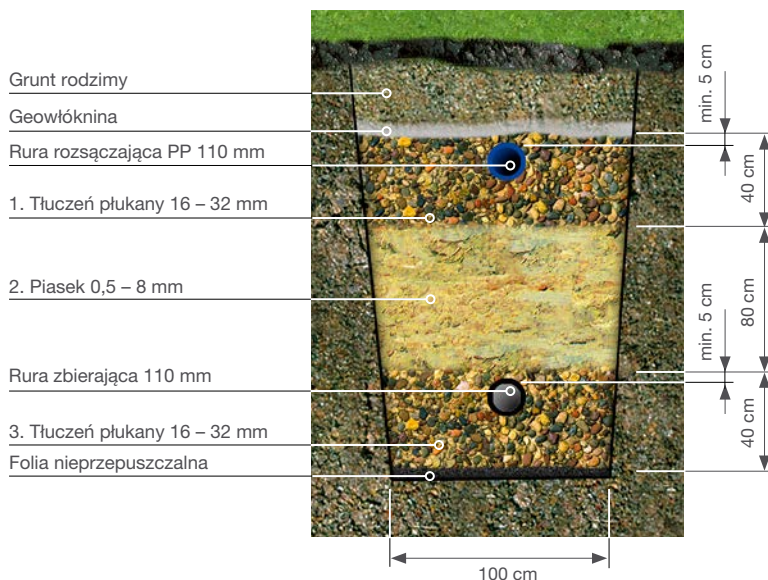 Grunt rodzimy
Geowłóknina
Rura rozsączająca PP 110 mm
1. Tłuczeń płukany 16 – 32 mm
2. Piasek 0,5 – 8 mm
Rura zbierająca 110 mm
3. Tłuczeń płukany 16 – 32 mm
Folia nieprzepuszczalna
min. 5 cm
40 cm
80 cm
min. 5 cm
40 cm
100 cm